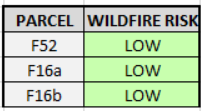 PARCEL WILDFIRE RISK
F52 LOW
F16a LOW
F16b LOW